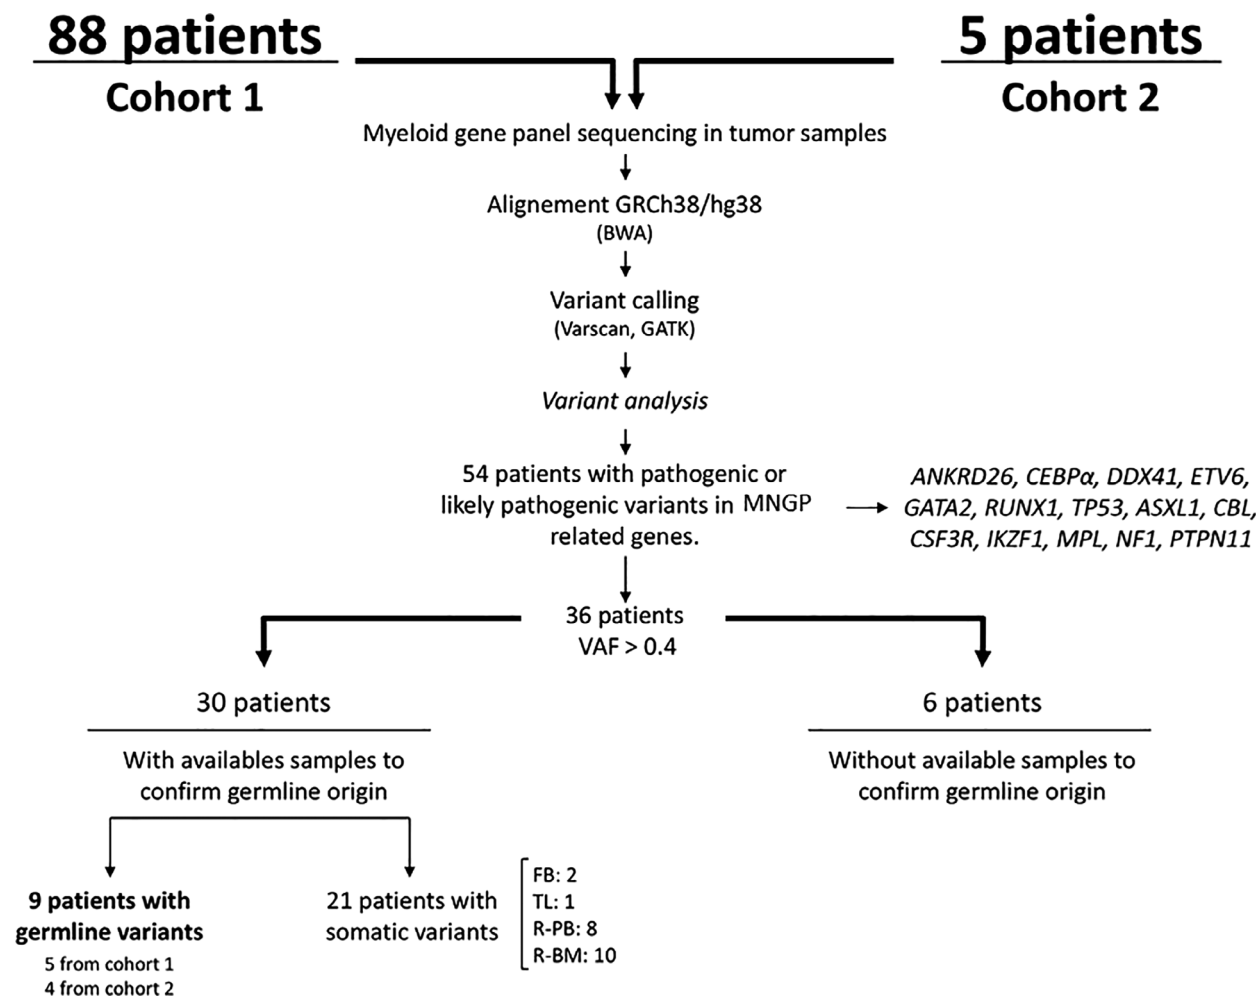 88 patients
Cohort 1
5 patients
Cohort 2
Myeloid gene panel sequencing in tumor samples
Alignement GRCh38/hg38
(BWA)
Variant calling
(Varscan, GATK)
Variant analysis
54 patients with pathogenic or
likely pathogenic variants in MNGP
related genes.
ANKRD26, CEBPα, DDX41, ETV6,
GATA2, RUNX1, TP53, ASXL1, CBL,
CSF3R, IKZF1, MPL, NF1, PTPN11
36 patients
VAF > 0.4
30 patients
With availables samples to
confirm germline origin
6 patients
Without available samples to
confirm germline origin
9 patients with
germline variants
5 from cohort 1
4 from cohort 2
21 patients with
somatic variants
FB: 2
TL: 1
R-PB: 8
R-BM: 10